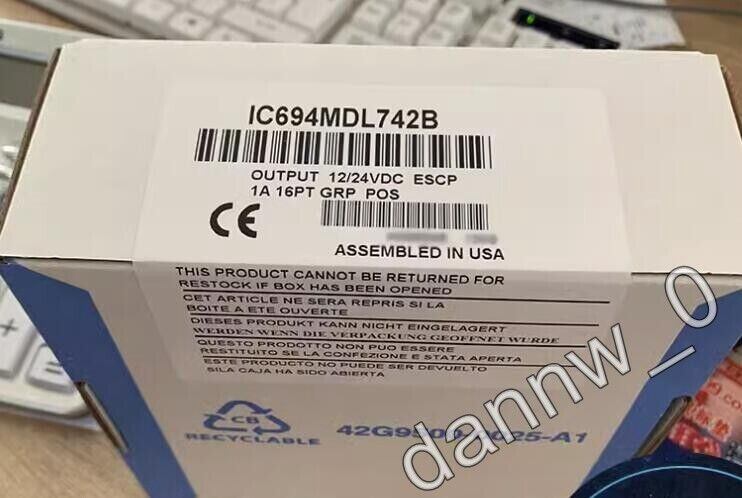 IC694MDL742B
OUTPUT 12/24VDC ESCP
1A 16PT GRP POS
CE
ASSEMBLED IN USA
THIS PRODUCT CANNOT BE RETURNED FOR
RESTOCK IF BOX HAS BEEN OPENED
CET ARTICLE NE SERA REPRIS SI LA
BOITE A ETE OUVERTE
DIESES PRODUKT KANN NICHT EINGELAGERT
WERDEN WENN DIE VERPACKUNG GEOFFNET WURDE
QUESTO PRODOTTO NON PUO ESSERE
RESTITUITO SE LA CONFEZIONE E STATA APERTA
ESTE PRODUCTO NO PUEDE SER DEVUELTO
SILA CAJA HA SIDO ABIERTA
CB
RECYCLABLE
dannw_0